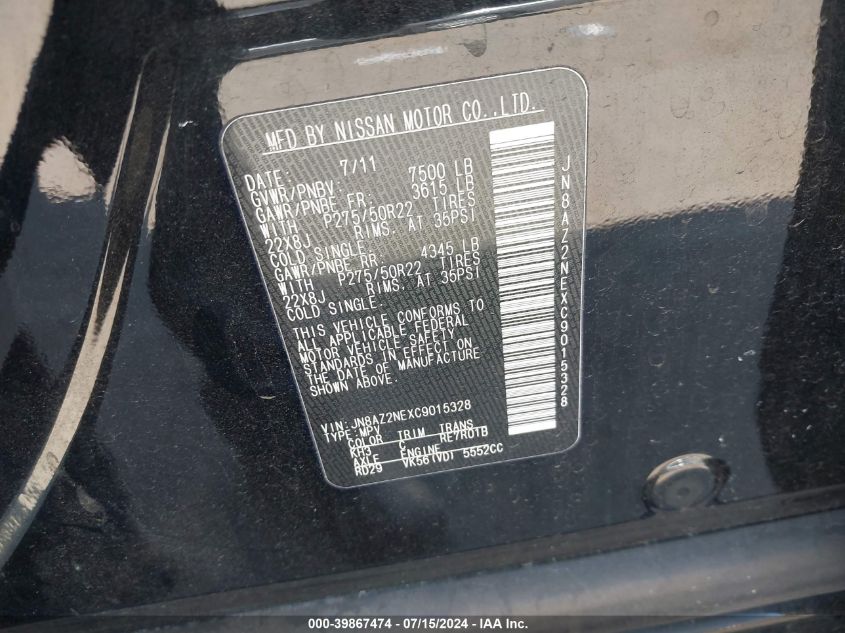 MFD BY NISSAN MOTOR CO.,LTD.
DATE: 7/11
GVWR/PNBV: 7500 LB
GAWR/PNBE FR: 3615 LB
WITH P275/50R22 TIRES
22X8J RIMS, AT 35PSI
COLD SINGLE.
GAWR/PNBE RR: 4345 LB
WITH P275/50R22 TIRES
22X8J RIMS, AT 35PSI
COLD SINGLE.
THIS VEHICLE CONFORMS TO
ALL APPLICABLE FEDERAL
MOTOR VEHICLE SAFETY
STANDARDS IN EFFECT ON
THE DATE OF MANUFACTURE
SHOWN ABOVE.
VIN: JN8AZ2NEXC9015328
TYPE: MPV
COLOR TRIM TRANS
KH3 C RE7R01B
AXLE ENGINE
RD29 VK56(VD) 5552CC
JN8AZ2NEXC9015328
000-39867474 - 07/15/2024 - IAA Inc.